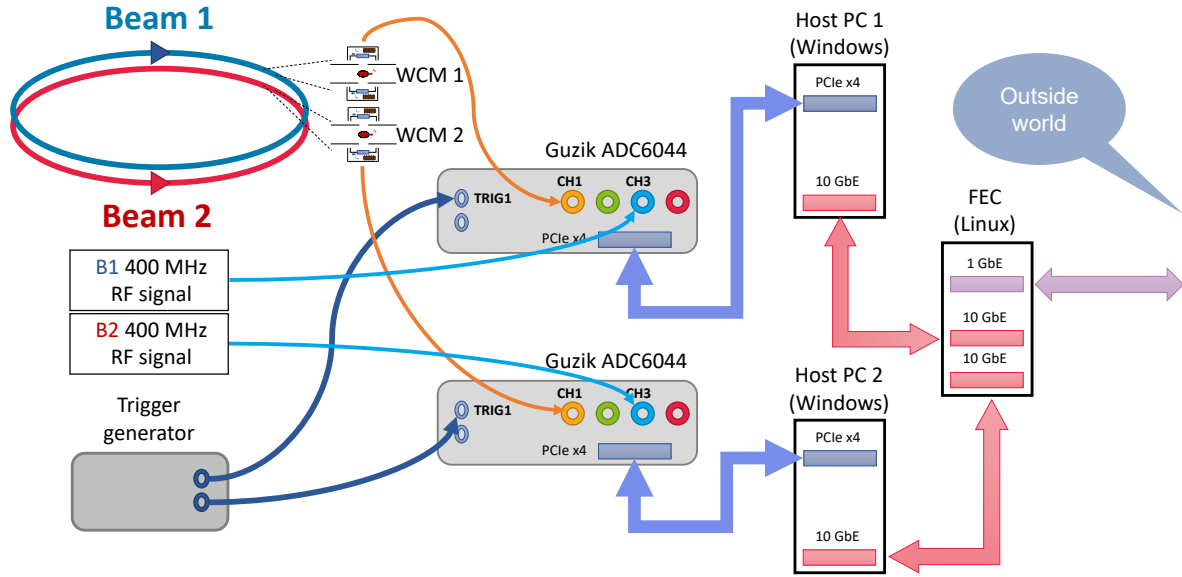 Beam 1
WCM 1
WCM 2
Beam 2
B1 400 MHz
RF signal
B2 400 MHz
RF signal
Trigger
generator
Guzik ADC6044
TRIG1
CH1
CH3
PCIe x4
Guzik ADC6044
TRIG1
CH1
CH3
PCIe x4
Host PC 1
(Windows)
PCIe x4
10 GbE
Host PC 2
(Windows)
PCIe x4
10 GbE
FEC
(Linux)
1 GbE
10 GbE
10 GbE
Outside
world